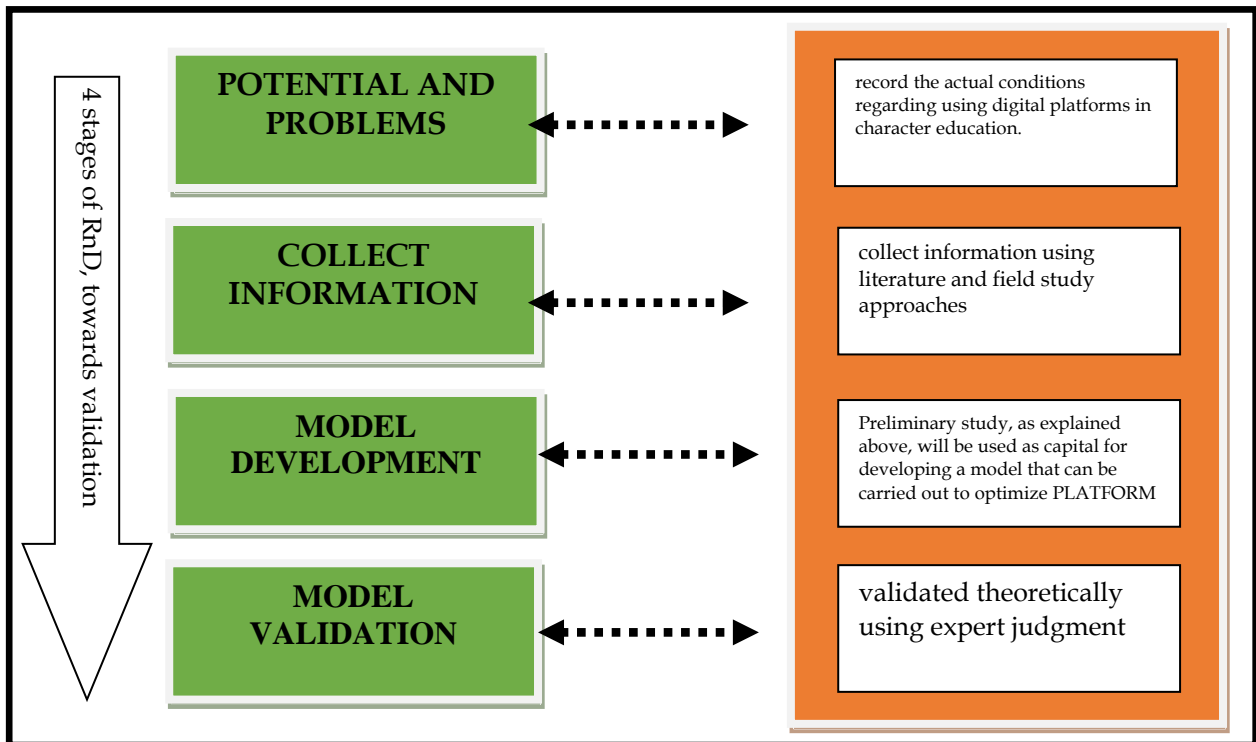 4 stages of RnD, towards validation
POTENTIAL AND
PROBLEMS
record the actual conditions
regarding using digital platforms in
character education.
COLLECT
INFORMATION
collect information using
literature and field study
approaches
MODEL
DEVELOPMENT
Preliminary study, as explained
above, will be used as capital for
developing a model that can be
carried out to optimize PLATFORM
MODEL
VALIDATION
validated theoretically
using expert judgment